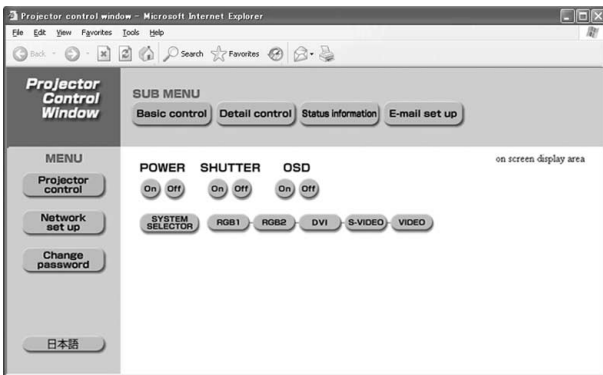 Projector control window - Microsoft Internet Explorer
File Edit View Favorites Tools Help
Back Search Favorites
Projector
Control
Window
SUB MENU
Basic control Detail control Status information E-mail set up
MENU
Projector
control
Network
set up
Change
password
日本語
on screen display area
POWER SHUTTER OSD
On Off On Off On Off
SYSTEM
SELECTOR
RGB1 RGB2 DVI S-VIDEO VIDEO